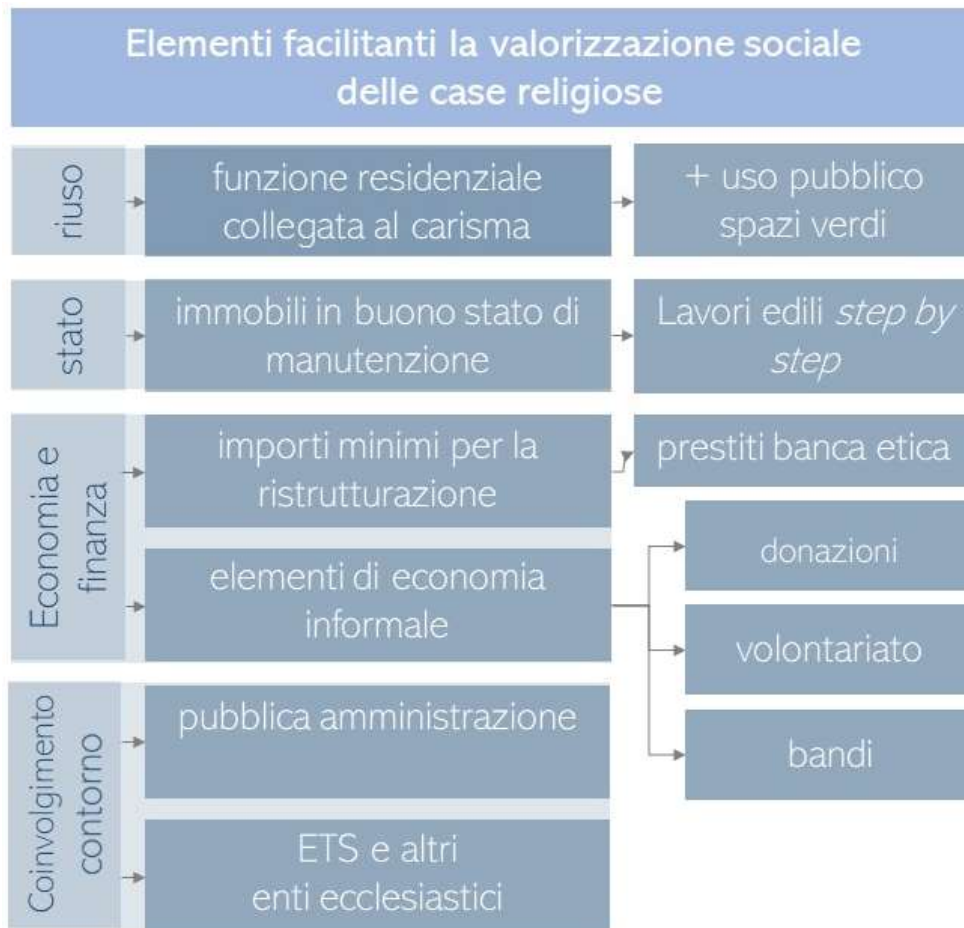 Elementi facilitanti la valorizzazione sociale
delle case religiose
riuso
funzione residenziale
collegata al carisma
+ uso pubblico
spazi verdi
stato
immobili in buono stato di
manutenzione
Lavori edili step by
step
Economia e
finanza
importi minimi per la
ristrutturazione
prestiti banca etica
elementi di economia
informale
donazioni
volontariato
bandi
Coinvolgimento
contorno
pubblica amministrazione
ETS e altri
enti ecclesiastici